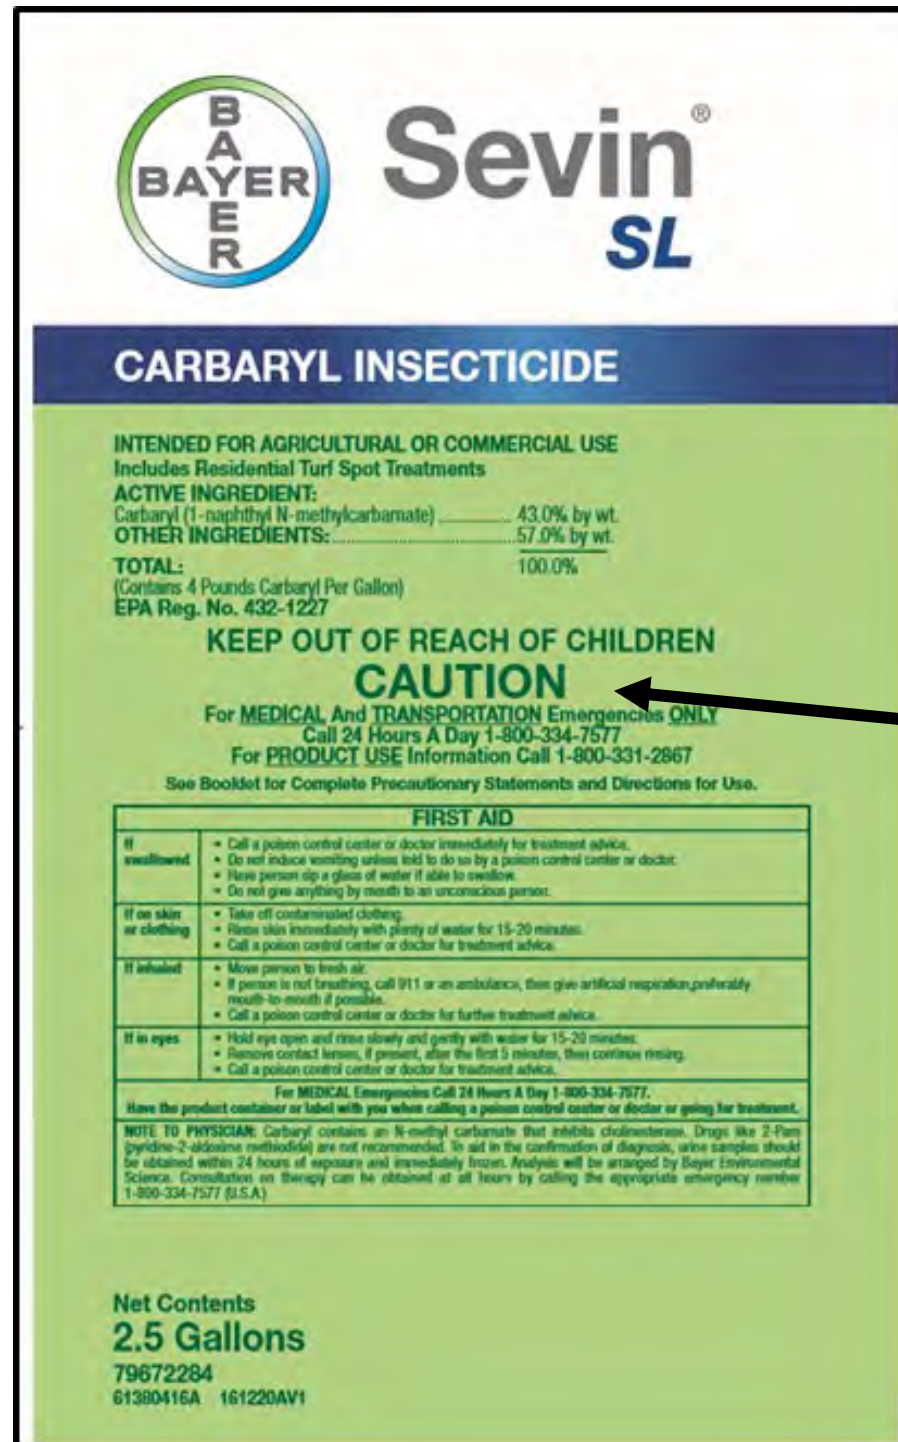 BAYER
BAYER
Sevin®
SL
CARBARYL INSECTICIDE
INTENDED FOR AGRICULTURAL OR COMMERCIAL USE
Includes Residential Turf Spot Treatments
ACTIVE INGREDIENT:
Carbaryl (1-naphthyl N-methylcarbamate) .............. 43.0% by wt.
OTHER INGREDIENTS: ................................... 57.0% by wt.
TOTAL: 100.0%
(Contains 4 Pounds Carbaryl Per Gallon)
EPA Reg. No. 432-1227
KEEP OUT OF REACH OF CHILDREN
CAUTION
For MEDICAL And TRANSPORTATION Emergencies ONLY
Call 24 Hours A Day 1-800-334-7577
For PRODUCT USE Information Call 1-800-331-2867
See Booklet for Complete Precautionary Statements and Directions for Use.
FIRST AID
If swallowed
• Call a poison control center or doctor immediately for treatment advice.
• Do not induce vomiting unless told to do so by a poison control center or doctor.
• Have person sip a glass of water if able to swallow.
• Do not give anything by mouth to an unconscious person.
If on skin or clothing
• Take off contaminated clothing.
• Rinse skin immediately with plenty of water for 15-20 minutes.
• Call a poison control center or doctor for treatment advice.
If inhaled
• Move person to fresh air.
• If person is not breathing, call 911 or an ambulance, then give artificial respiration,preferably
mouth-to-mouth if possible.
• Call a poison control center or doctor for further treatment advice.
If in eyes
• Hold eye open and rinse slowly and gently with water for 15-20 minutes.
• Remove contact lenses, if present, after the first 5 minutes, then continue rinsing.
• Call a poison control center or doctor for treatment advice.
For MEDICAL Emergencies Call 24 Hours A Day 1-800-334-7577.
Have the product container or label with you when calling a poison control center or doctor or going for treatment.
NOTE TO PHYSICIAN: Carbaryl contains an N-methyl carbamate that inhibits cholinesterase. Drugs like 2-Pam
(pyridine-2-aldoxime methiodide) are not recommended. To aid in the confirmation of diagnosis, urine samples should
be obtained within 24 hours of exposure and immediately frozen. Analysis will be arranged by Bayer Environmental
Science. Consultation on therapy can be obtained at all hours by calling the appropriate emergency number
1-800-334-7577 (U.S.A.)
Net Contents
2.5 Gallons
79672284
61380416A 161220AV1